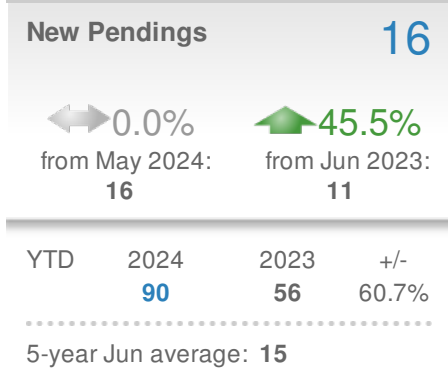 New Pendings 16
0.0% 45.5%
from May 2024: from Jun 2023:
16 11
YTD 2024 2023 +/-
90 56 60.7%
5-year Jun average: 15